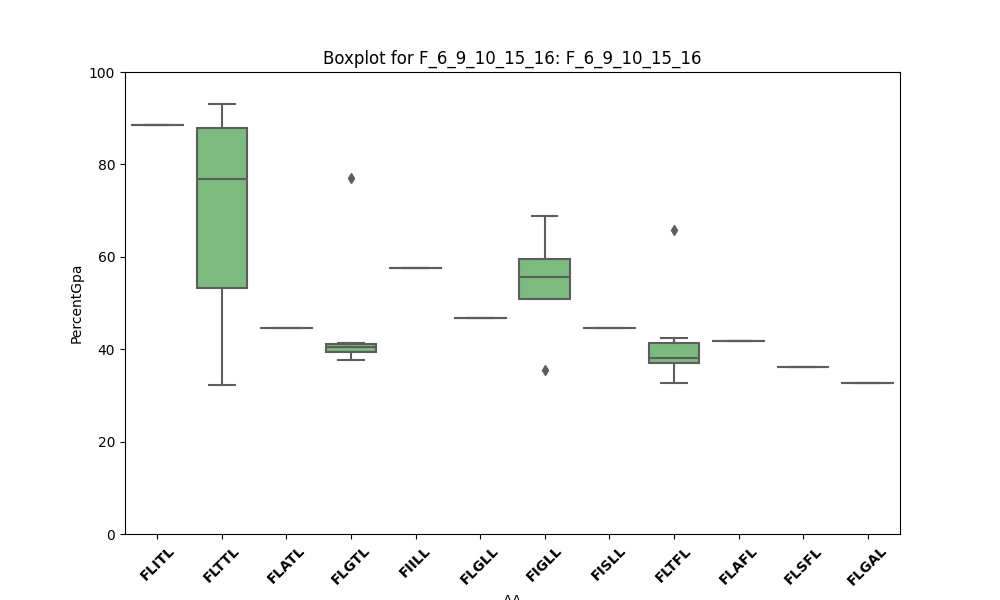 Boxplot for F_6_9_10_15_16: F_6_9_10_15_16
PercentGpa
100
80
60
40
20
0
FLITL
FLTTL
FLATL
FLGTL
FIILL
FLGLL
FIGLL
FISLL
FLTFL
FLAFL
FLSFL
FLGAL
AA